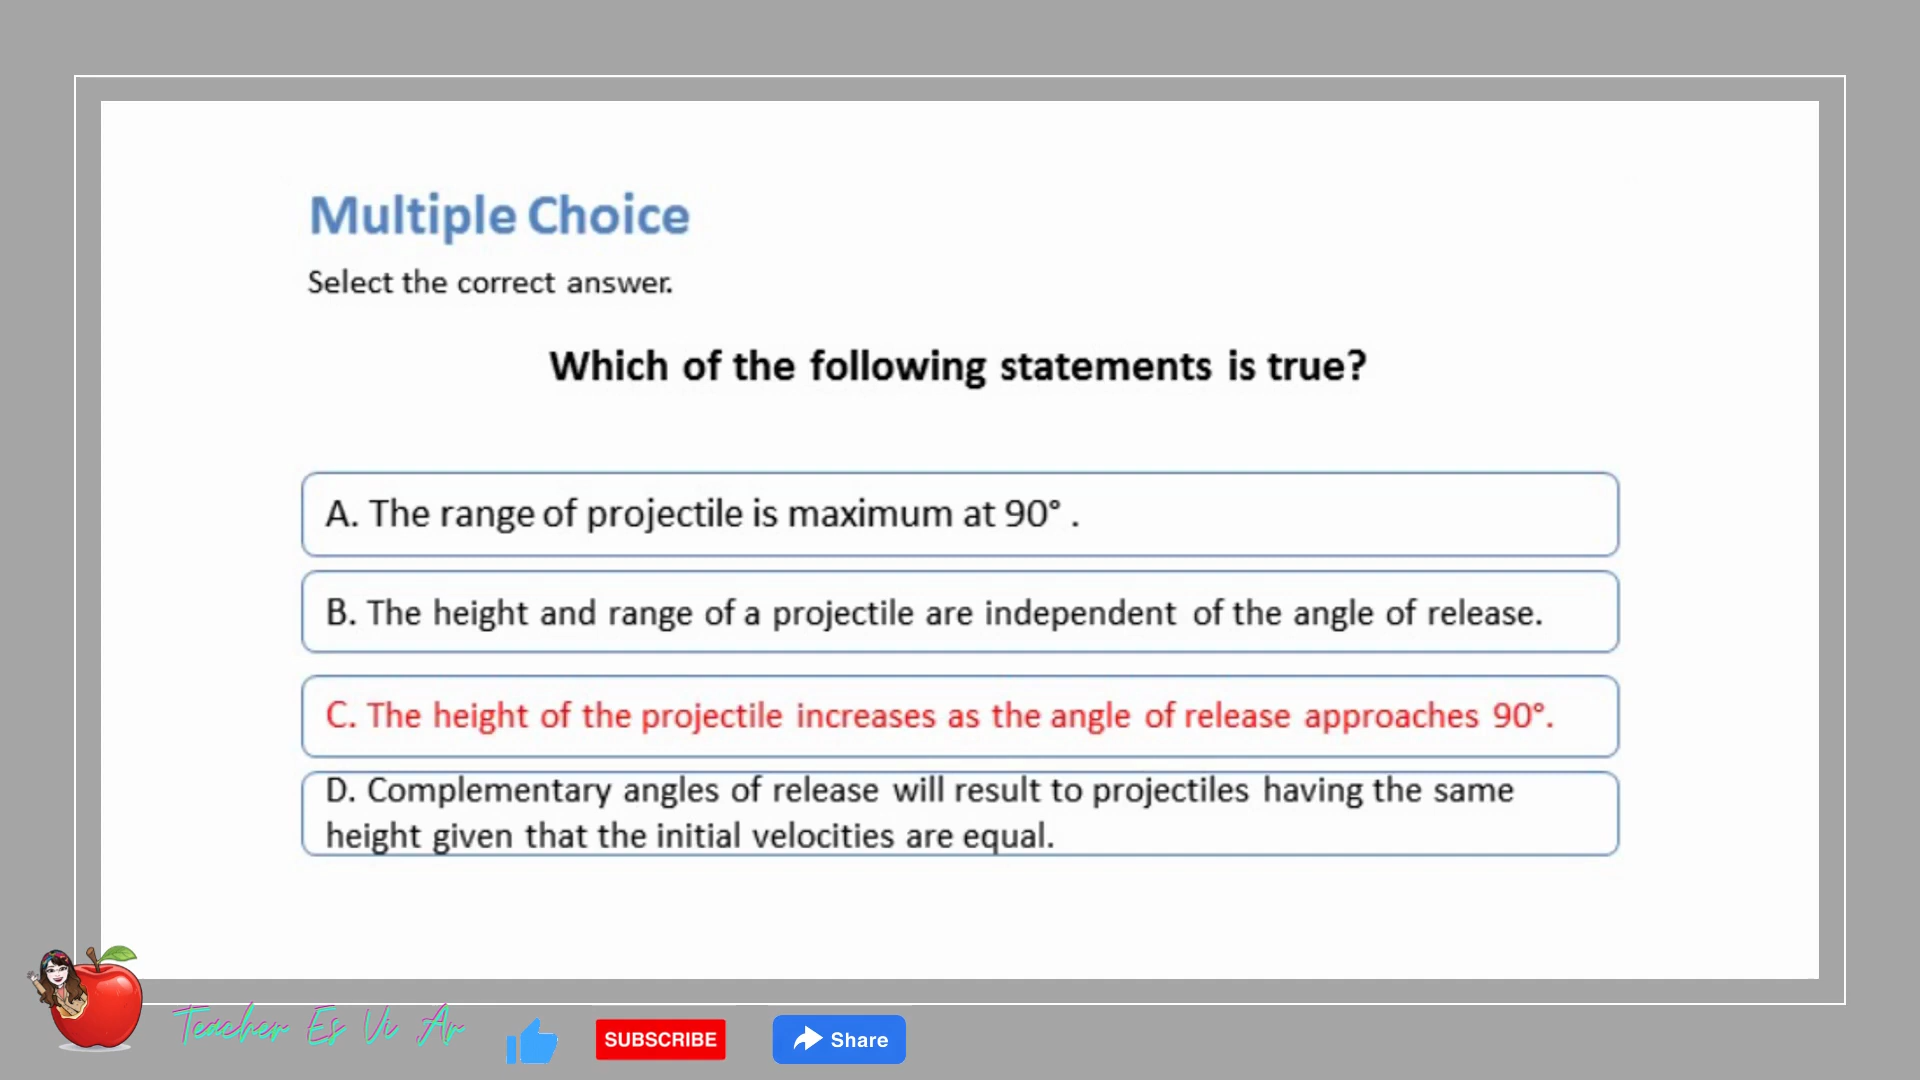 Multiple Choice
Select the correct answer.
Which of the following statements is true?
A. The range of projectile is maximum at 90° .
B. The height and range of a projectile are independent of the angle of release.
C. The height of the projectile increases as the angle of release approaches 90°.
D. Complementary angles of release will result to projectiles having the same
height given that the initial velocities are equal.
Teacher Es Vi Ar
SUBSCRIBE
Share